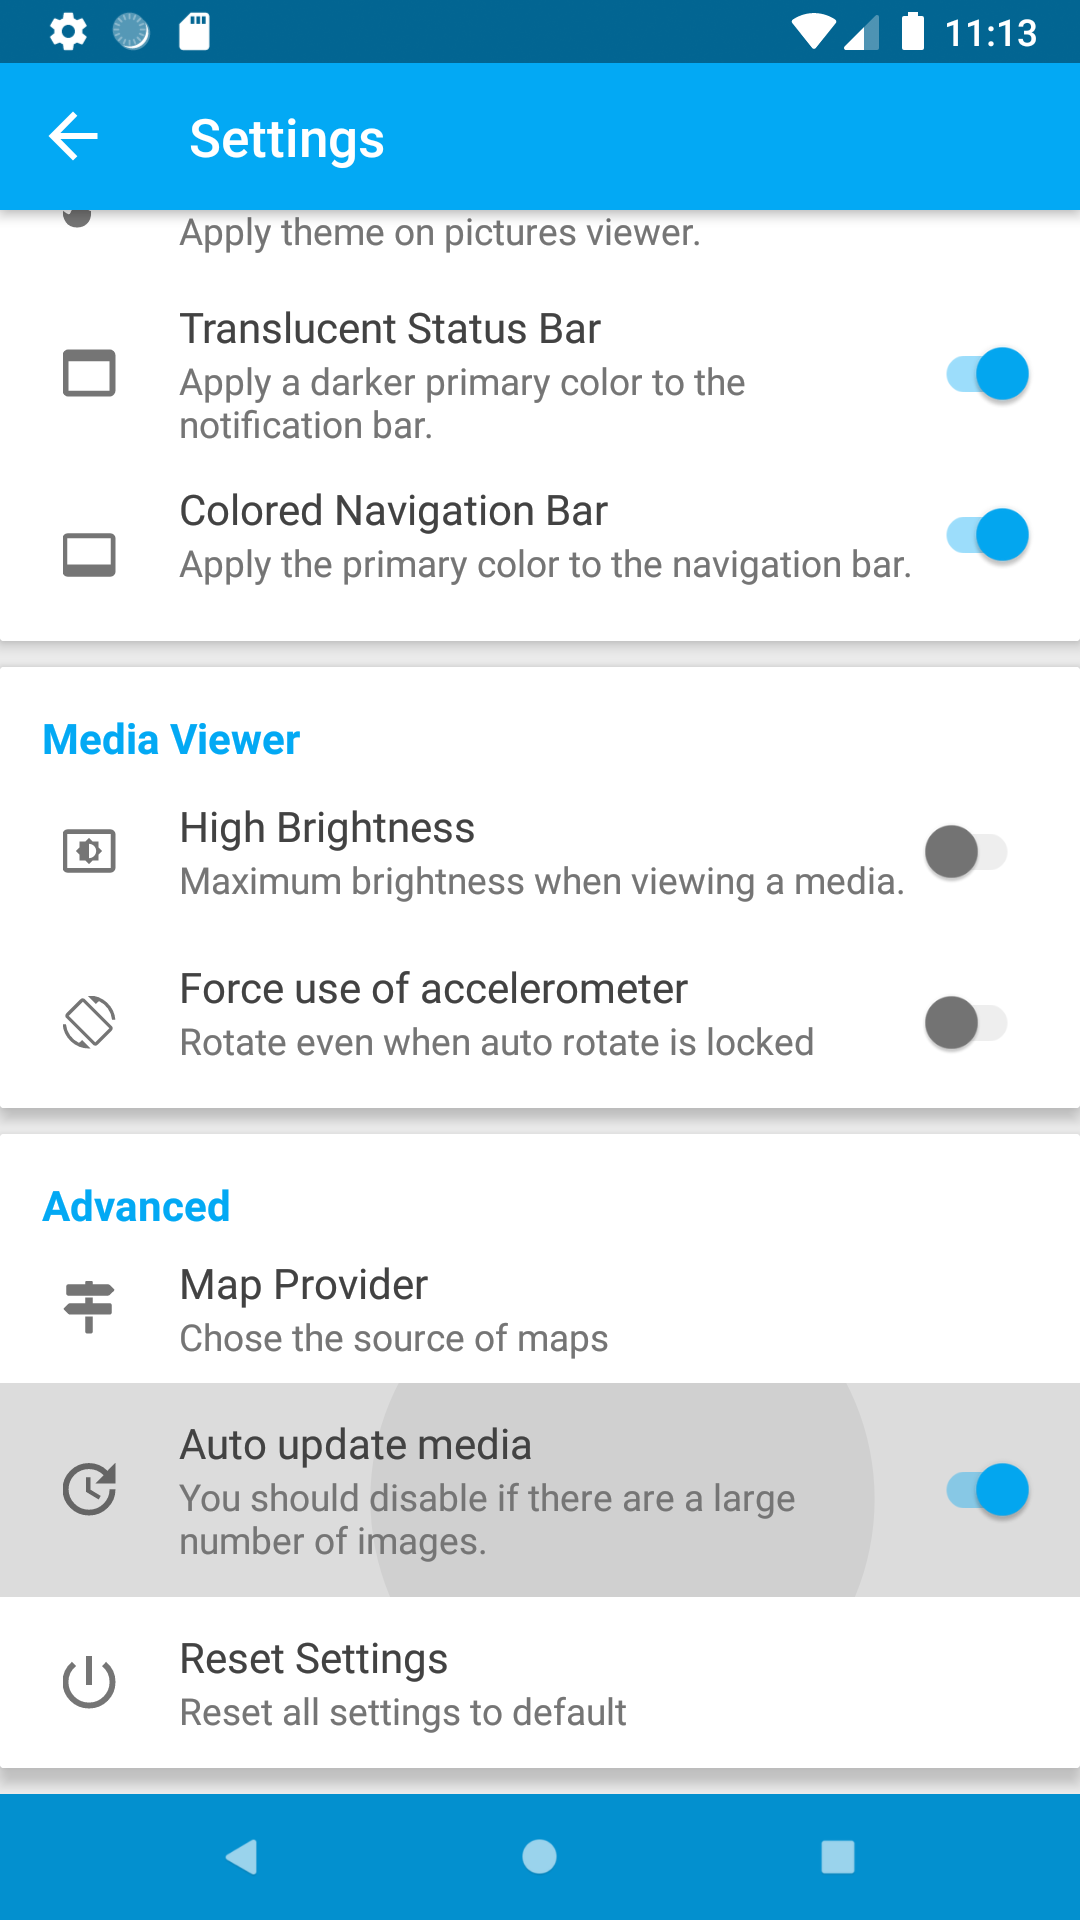 11:13
Settings
Apply theme on pictures viewer.
Translucent Status Bar
Apply a darker primary color to the
notification bar.
Colored Navigation Bar
Apply the primary color to the navigation bar.
Media Viewer
High Brightness
Maximum brightness when viewing a media.
Force use of accelerometer
Rotate even when auto rotate is locked
Advanced
Map Provider
Chose the source of maps
Auto update media
You should disable if there are a large
number of images.
Reset Settings
Reset all settings to default